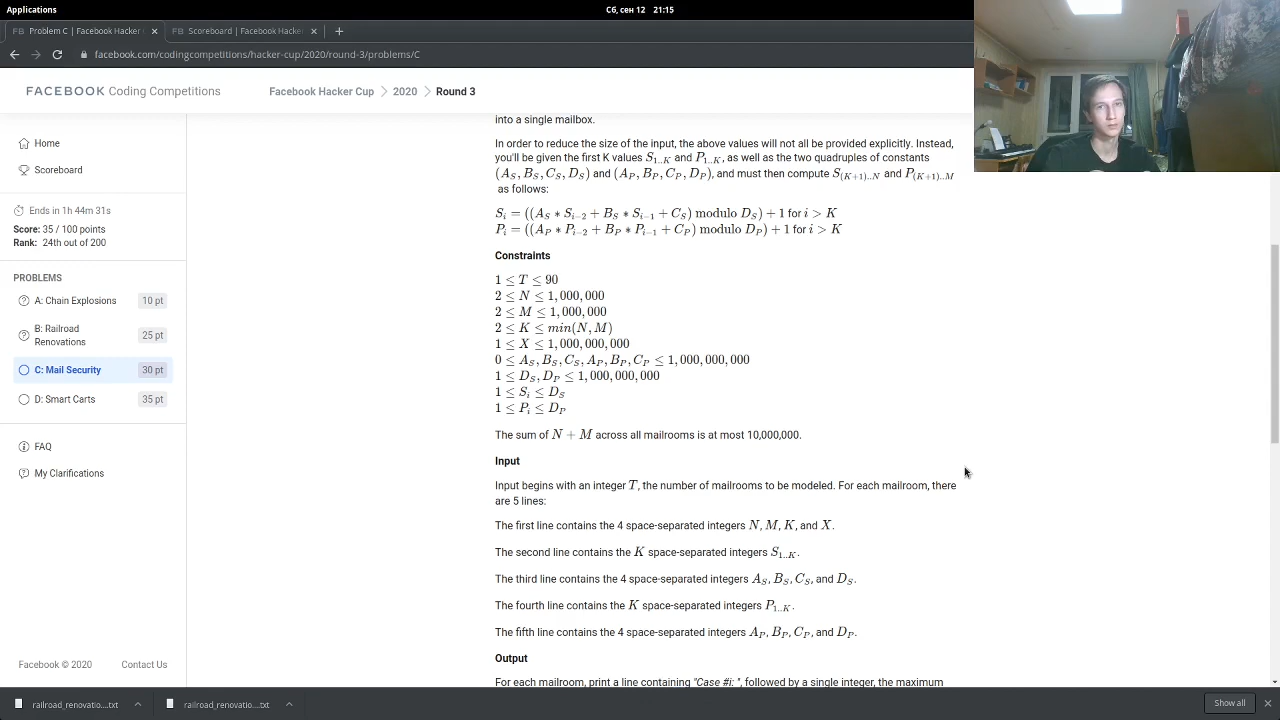 Applications
Сб, сен 12 21:15
FB Problem C | Facebook Hacker
FB Scoreboard | Facebook Hack
facebook.com/codingcompetitions/hacker-cup/2020/round-3/problems/C
FACEBOOK Coding Competitions
Facebook Hacker Cup
2020
Round 3
Home
Scoreboard
Ends in 1h 44m 31s
Score: 35 / 100 points
Rank: 24th out of 200
PROBLEMS
A: Chain Explosions 10 pt
B: Railroad Renovations 25 pt
C: Mail Security 30 pt
D: Smart Carts 35 pt
FAQ
My Clarifications
Facebook © 2020 Contact Us
into a single mailbox.
In order to reduce the size of the input, the above values will not all be provided explicitly. Instead,
you'll be given the first K values S1..K and P1..K, as well as the two quadruples of constants
(AS, BS, CS, DS) and (AP, BP, CP, DP), and must then compute S(K+1)..N and P(K+1)..M
as follows:
Si = ((AS ∗ Si−2 + BS ∗ Si−1 + CS) modulo DS) + 1 for i > K
Pi = ((AP ∗ Pi−2 + BP ∗ Pi−1 + CP) modulo DP) + 1 for i > K
Constraints
1 ≤ T ≤ 90
2 ≤ N ≤ 1,000,000
2 ≤ M ≤ 1,000,000
2 ≤ K ≤ min(N, M)
1 ≤ X ≤ 1,000,000,000
0 ≤ AS, BS, CS, AP, BP, CP ≤ 1,000,000,000
1 ≤ DS, DP ≤ 1,000,000,000
1 ≤ Si ≤ DS
1 ≤ Pi ≤ DP
The sum of N + M across all mailrooms is at most 10,000,000.
Input
Input begins with an integer T, the number of mailrooms to be modeled. For each mailroom, there
are 5 lines:
The first line contains the 4 space-separated integers N, M, K, and X.
The second line contains the K space-separated integers S1..K.
The third line contains the 4 space-separated integers AS, BS, CS, and DS.
The fourth line contains the K space-separated integers P1..K.
The fifth line contains the 4 space-separated integers AP, BP, CP, and DP.
Output
For each mailroom, print a line containing "Case #i: ", followed by a single integer, the maximum
railroad_renovatio....txt
railroad_renovatio....txt
Show all